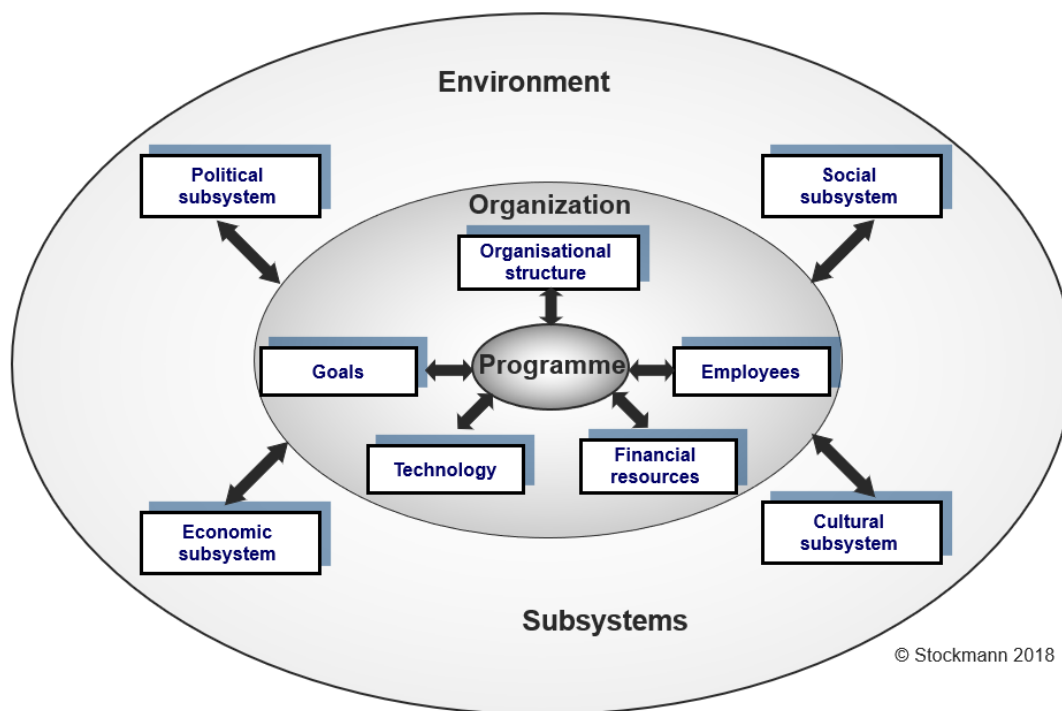 Environment
Political
subsystem
Social
subsystem
Organization
Organisational
structure
Goals
Programme
Employees
Technology
Financial
resources
Economic
subsystem
Cultural
subsystem
Subsystems
© Stockmann 2018